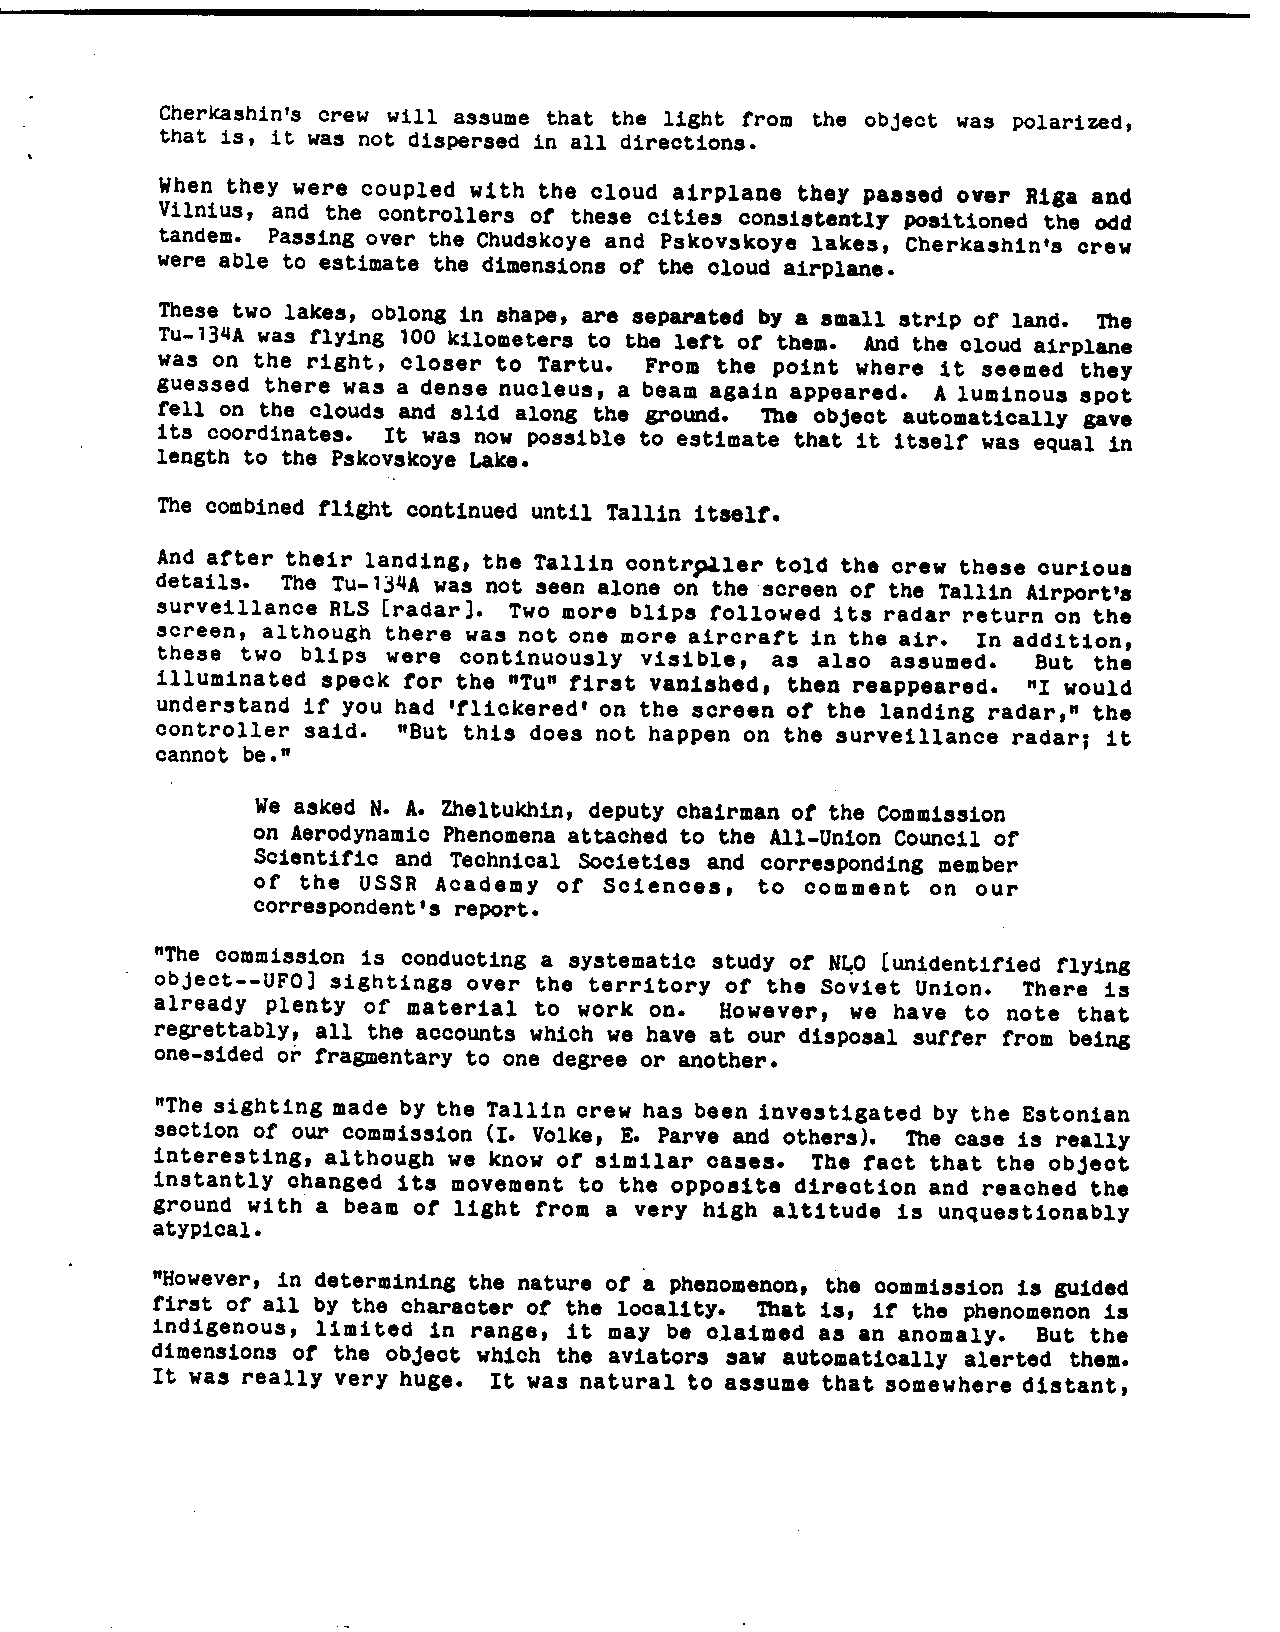 Cherkashin's crew will assume that the light from the object was polarized,
that is, it was not dispersed in all directions.
When they were coupled with the cloud airplane they passed over Riga and
Vilnius, and the controllers of these cities consistently positioned the odd
tandem. Passing over the Chudskoye and Pskovskoye lakes, Cherkashin's crew
were able to estimate the dimensions of the cloud airplane.
These two lakes, oblong in shape, are separated by a small strip of land. The
Tu-134A was flying 100 kilometers to the left of them. And the cloud airplane
was on the right, closer to Tartu. From the point where it seemed they
guessed there was a dense nucleus, a beam again appeared. A luminous spot
fell on the clouds and slid along the ground. The object automatically gave
its coordinates. It was now possible to estimate that it itself was equal in
length to the Pskovskoye Lake.
The combined flight continued until Tallin itself.
And after their landing, the Tallin controller told the crew these curious
details. The Tu-134A was not seen alone on the screen of the Tallin Airport's
surveillance RLS [radar]. Two more blips followed its radar return on the
screen, although there was not one more aircraft in the air. In addition,
these two blips were continuously visible, as also assumed. But the
illuminated speck for the "Tu" first vanished, then reappeared. "I would
understand if you had 'flickered' on the screen of the landing radar," the
controller said. "But this does not happen on the surveillance radar; it
cannot be."
We asked N. A. Zheltukhin, deputy chairman of the Commission
on Aerodynamic Phenomena attached to the All-Union Council of
Scientific and Technical Societies and corresponding member
of the USSR Academy of Sciences, to comment on our
correspondent's report.
"The commission is conducting a systematic study of NLO [unidentified flying
object--UFO] sightings over the territory of the Soviet Union. There is
already plenty of material to work on. However, we have to note that
regrettably, all the accounts which we have at our disposal suffer from being
one-sided or fragmentary to one degree or another.
"The sighting made by the Tallin crew has been investigated by the Estonian
section of our commission (I. Volke, E. Parve and others). The case is really
interesting, although we know of similar cases. The fact that the object
instantly changed its movement to the opposite direction and reached the
ground with a beam of light from a very high altitude is unquestionably
atypical.
"However, in determining the nature of a phenomenon, the commission is guided
first of all by the character of the locality. That is, if the phenomenon is
indigenous, limited in range, it may be claimed as an anomaly. But the
dimensions of the object which the aviators saw automatically alerted them.
It was really very huge. It was natural to assume that somewhere distant,